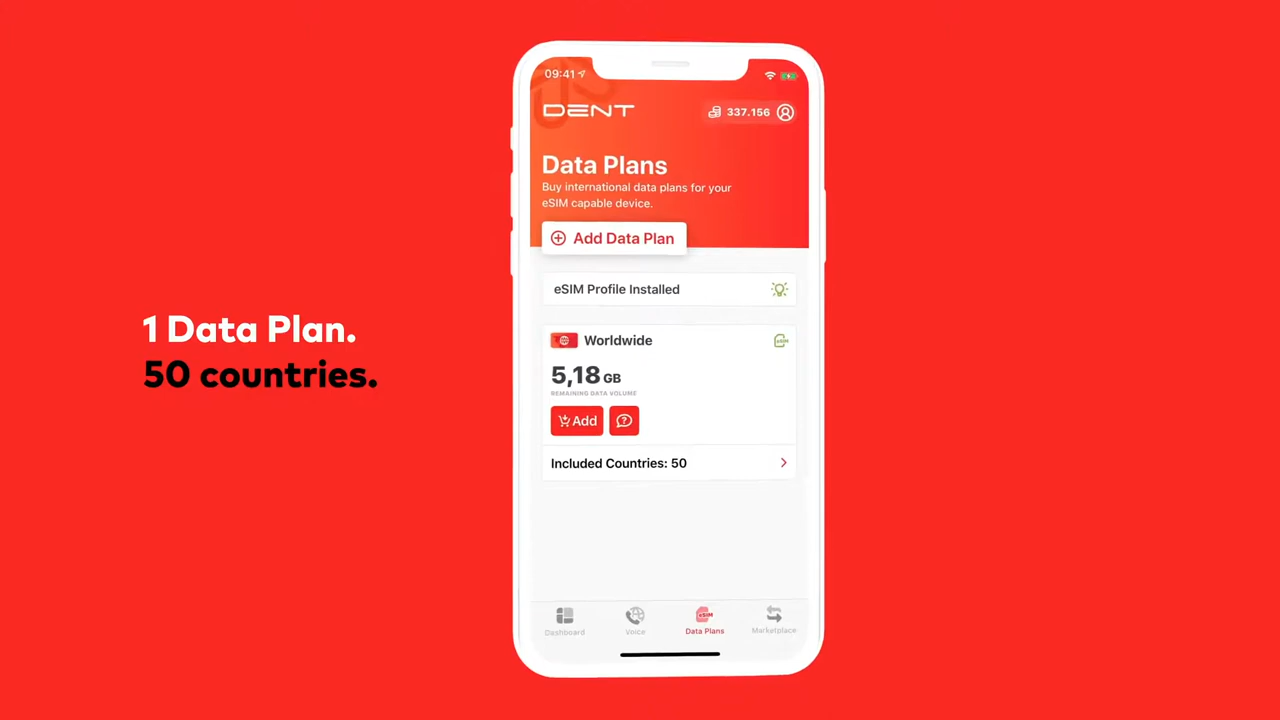 1 Data Plan.
50 countries.
09:41
DENT
337.156
Data Plans
Buy international data plans for your
eSIM capable device.
Add Data Plan
eSIM Profile Installed
Worldwide
eSIM
5,18 GB
REMAINING DATA VOLUME
Add
?
Included Countries: 50
eSIM
Dashboard
Voice
Data Plans
Marketplace